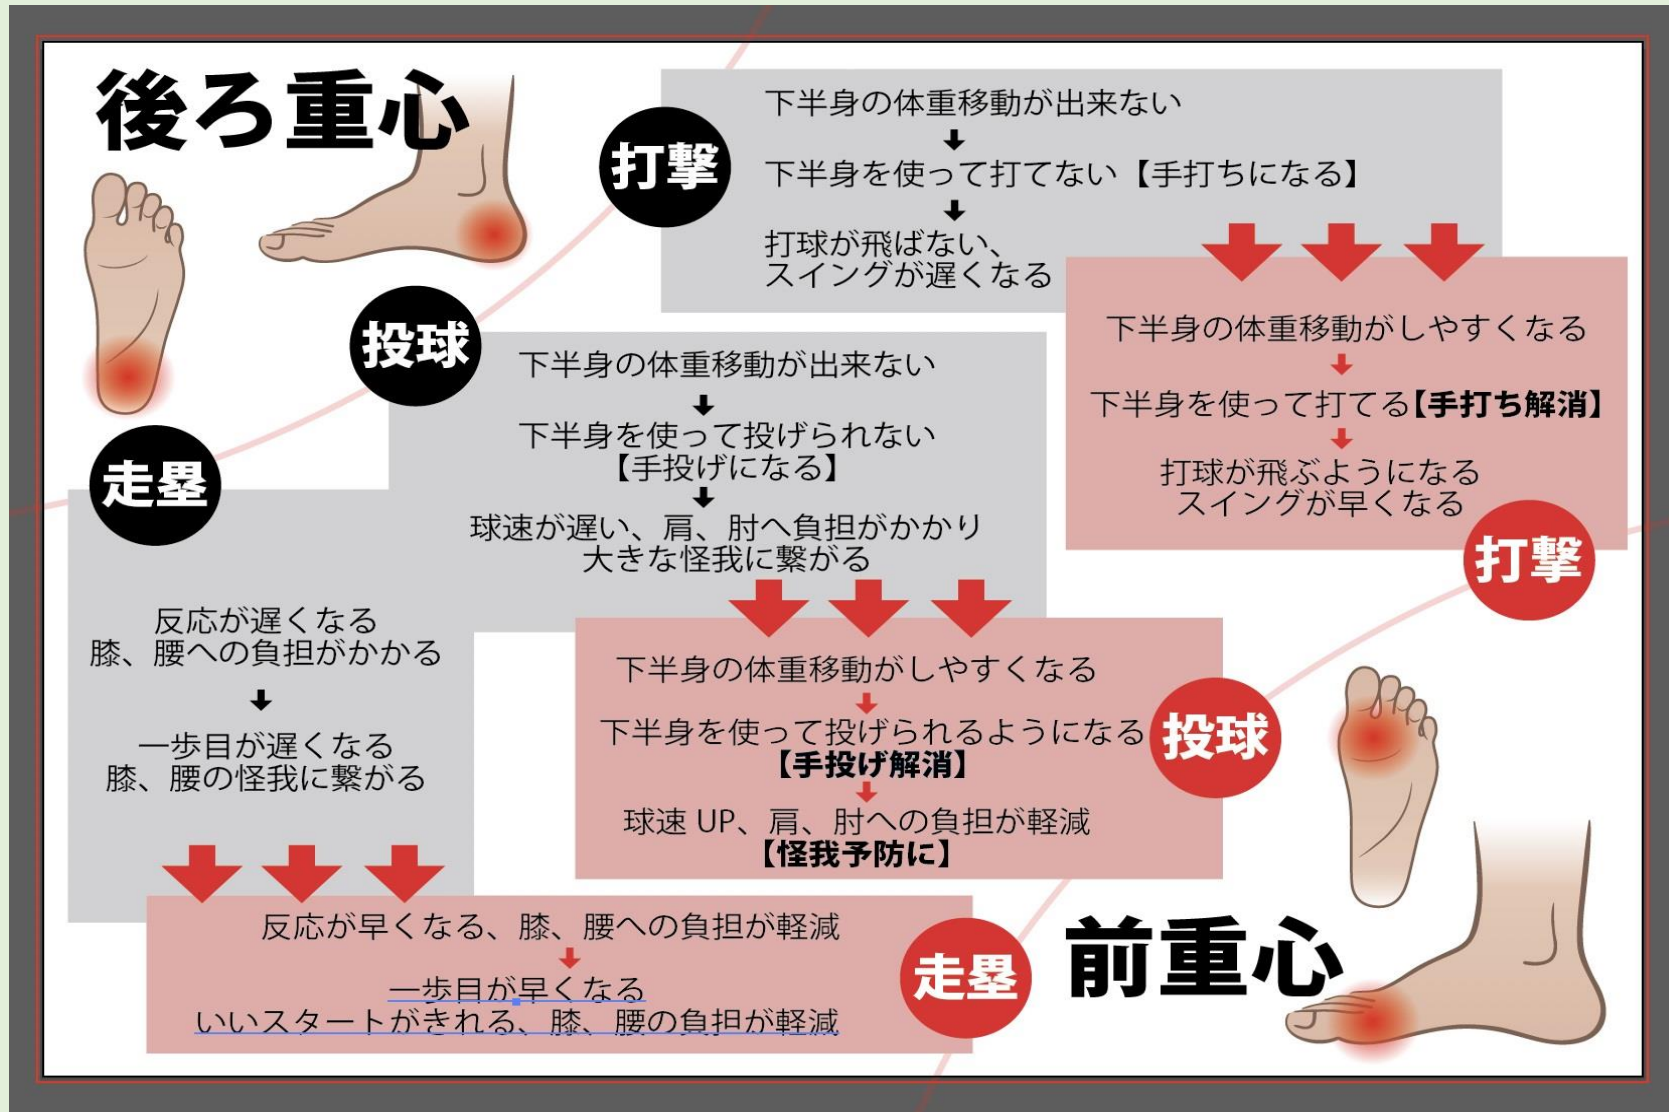 後ろ重心
打撃
下半身の体重移動が出来ない
下半身を使って打てない【手打ちになる】
打球が飛ばない、
スイングが遅くなる
下半身の体重移動がしやすくなる
下半身を使って打てる【手打ち解消】
打球が飛ぶようになる
スイングが早くなる
打撃
投球
下半身の体重移動が出来ない
下半身を使って投げられない
【手投げになる】
球速が遅い、肩、肘へ負担がかかり
大きな怪我に繋がる
下半身の体重移動がしやすくなる
下半身を使って投げられるようになる
【手投げ解消】
球速 UP、肩、肘への負担が軽減
【怪我予防に】
投球
走塁
反応が遅くなる
膝、腰への負担がかかる
一歩目が遅くなる
膝、腰の怪我に繋がる
反応が早くなる、膝、腰への負担が軽減
一歩目が早くなる
いいスタートがきれる、膝、腰の負担が軽減
走塁
前重心